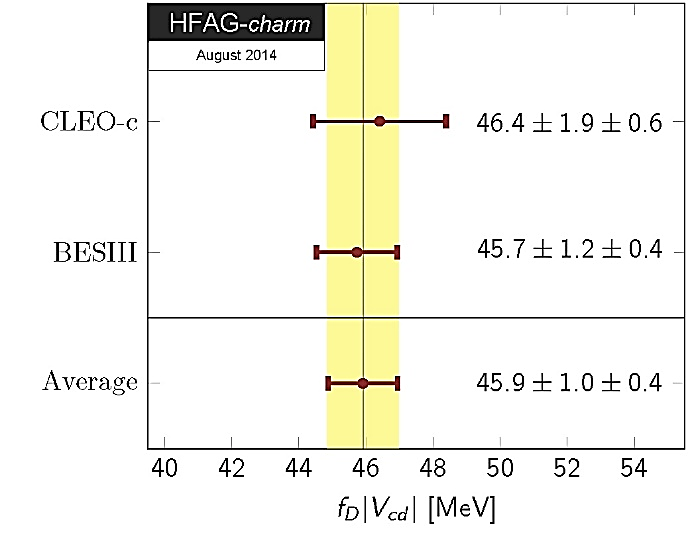 HFAG-charm
August 2014
CLEO-c 46.4 ± 1.9 ± 0.6
BESIII 45.7 ± 1.2 ± 0.4
Average 45.9 ± 1.0 ± 0.4
40 42 44 46 48 50 52 54
f_D|V_cd| [MeV]